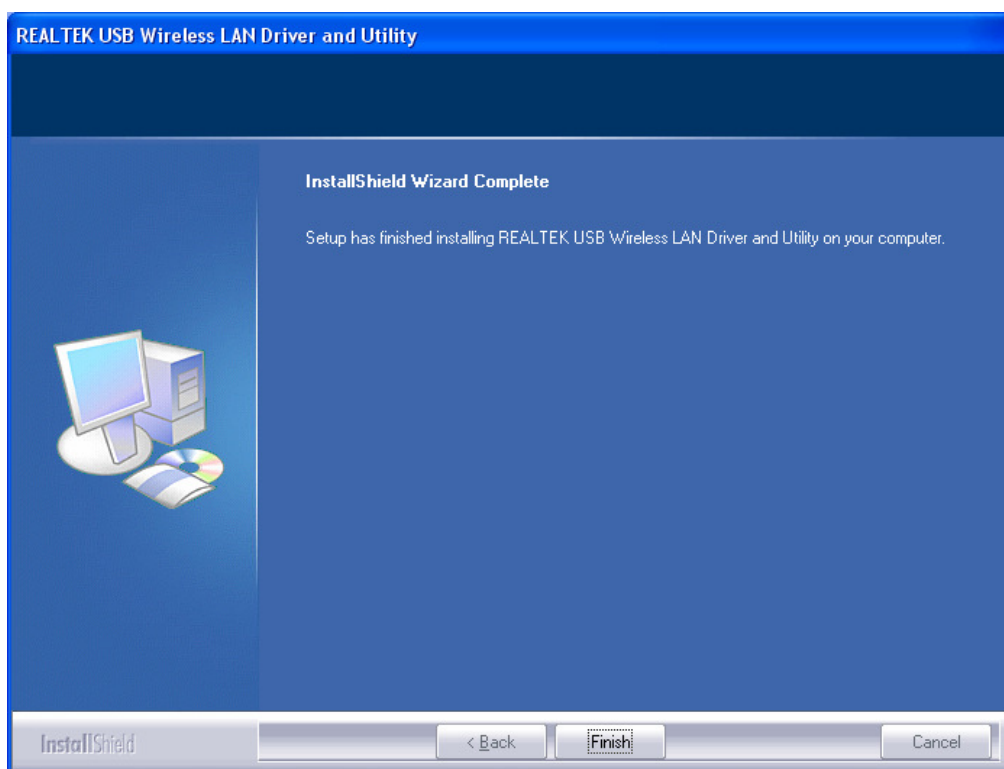 REALTEK USB Wireless LAN Driver and Utility
InstallShield Wizard Complete
Setup has finished installing REALTEK USB Wireless LAN Driver and Utility on your computer.
InstallShield
< Back Finish Cancel